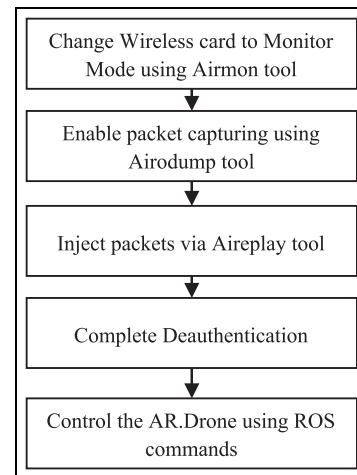 Change Wireless card to Monitor
Mode using Airmon tool
Enable packet capturing using
Airodump tool
Inject packets via Aireplay tool
Complete Deauthentication
Control the AR.Drone using ROS
commands